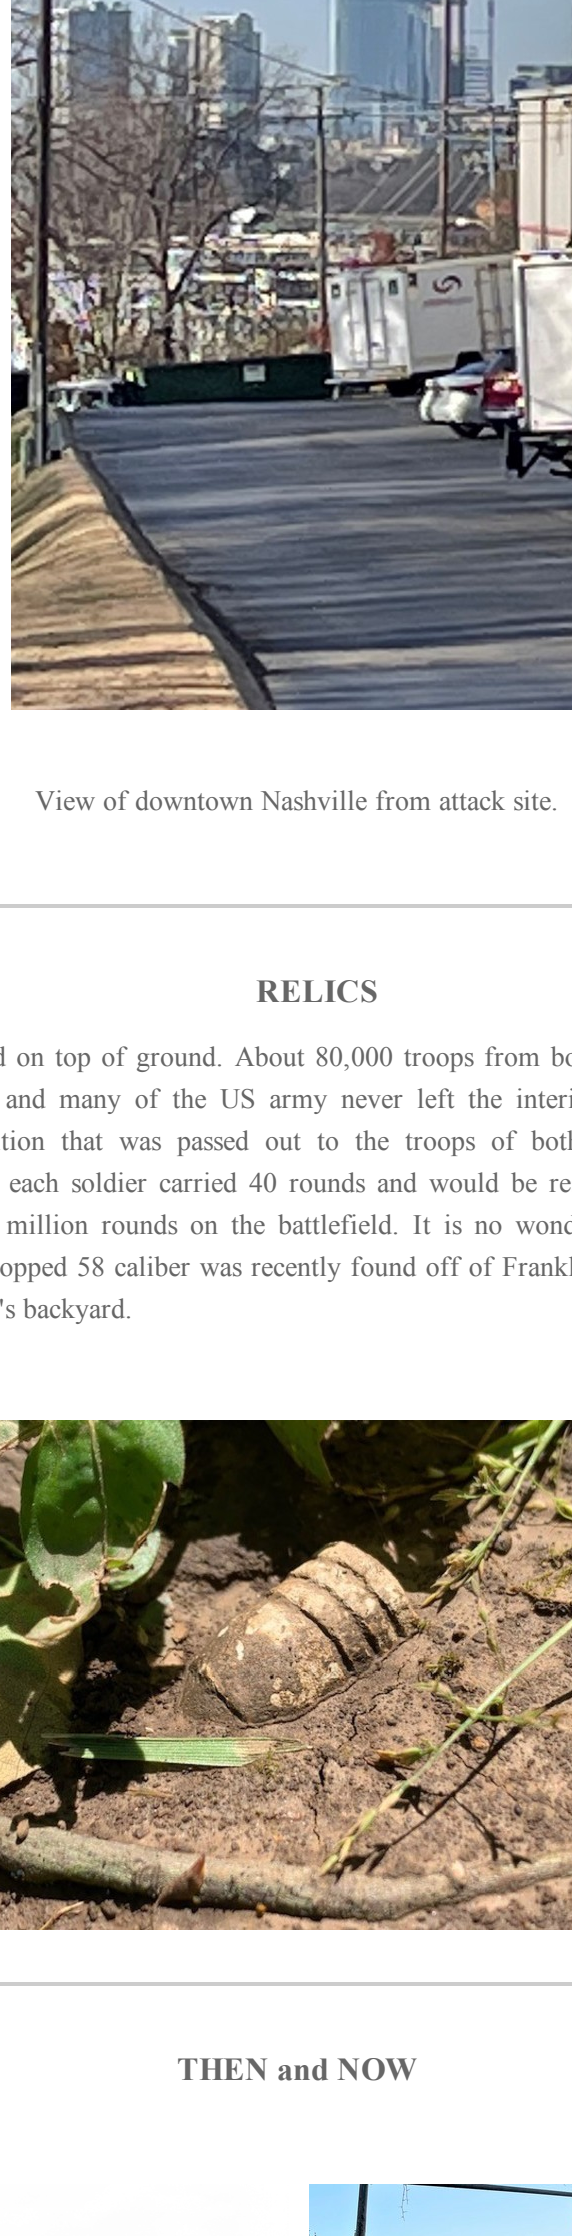 View of downtown Nashville from attack site.
RELICS
on top of ground. About 80,000 troops from
and many of the US army never left the
that was passed out to the troops of
each soldier carried 40 rounds and would be
million rounds on the battlefield. It is no
58 caliber was recently found off of
's backyard.
THEN and NOW